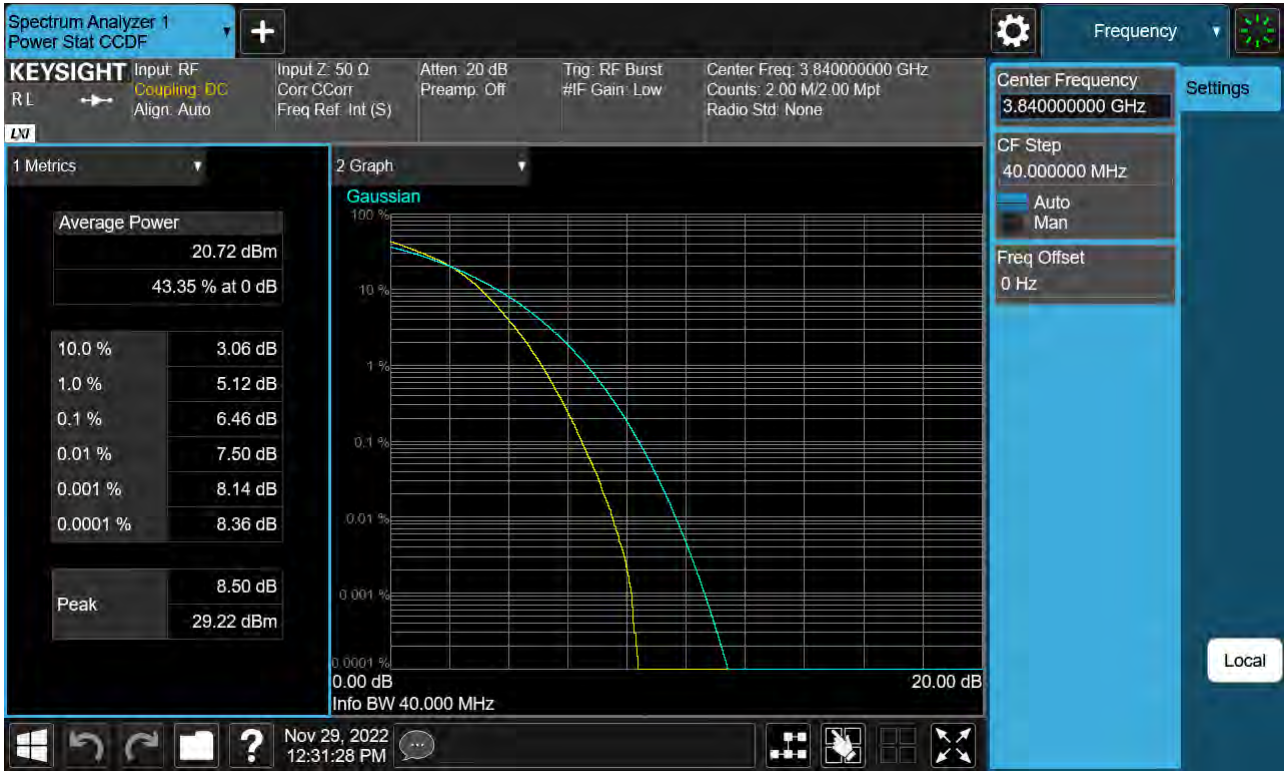 Spectrum Analyzer 1
Power Stat CCDF
Frequency
KEYSIGHT
RL
LXI
Input: RF
Coupling: DC
Align: Auto
Input Z: 50 Ω
Corr CCorr
Freq Ref: Int (S)
Atten: 20 dB
Preamp: Off
Trig: RF Burst
#IF Gain: Low
Center Freq: 3.840000000 GHz
Counts: 2.00 M/2.00 Mpt
Radio Std: None
Center Frequency
3.840000000 GHz
Settings
CF Step
40.000000 MHz
Auto
Man
Freq Offset
0 Hz
1 Metrics
Average Power
20.72 dBm
43.35 % at 0 dB
10.0 % 3.06 dB
1.0 % 5.12 dB
0.1 % 6.46 dB
0.01 % 7.50 dB
0.001 % 8.14 dB
0.0001 % 8.36 dB
Peak
8.50 dB
29.22 dBm
2 Graph
Gaussian
100 %
10 %
1 %
0.1 %
0.01 %
0.001 %
0.0001 %
0.00 dB 20.00 dB
Info BW 40.000 MHz
Local
?
Nov 29, 2022
12:31:28 PM